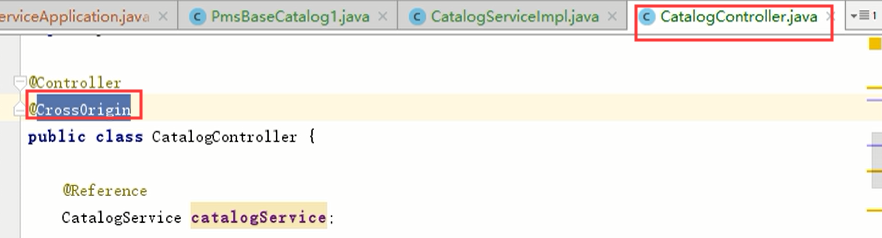 erviceApplication.java × PmsBaseCatalog1.java × CatalogServiceImpl.java × CatalogController.java × 1
@Controller
@CrossOrigin
public class CatalogController {
@Reference
CatalogService catalogService;